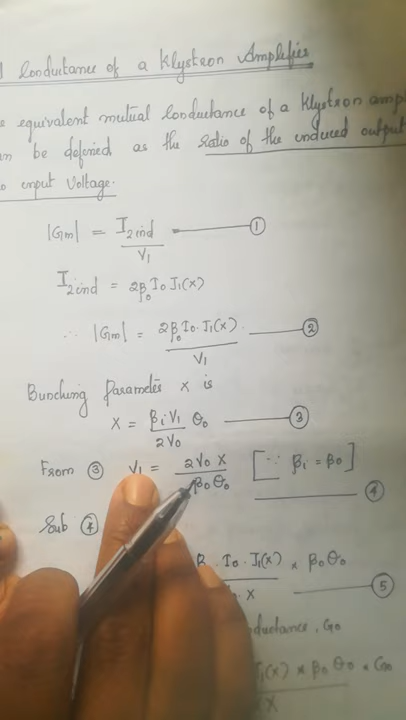 Conductance of a Klystron Amplifier
equivalent mutual Conductance of a Klystron amp
be defined as the Ratio of the induced output
input Voltage.
|Gm| = I₂ind / V₁ ——— ①
I₂ind = 2β₀ I₀ J₁(X)
∴ |Gm| = 2β₀ I₀. J₁(X) / V₁ ——— ②
Bunching Parameter X is
X = βi V₁ / 2V₀ θ₀ ——— ③
From ③ V₁ = 2V₀ X / β₀ θ₀ [∵ βi = β₀] ——— ④
Sub ④
I₀ . J₁(X) × β₀ θ₀
. X ——— ⑤
ductance, G₀
J₁(X) × β₀ θ₀ . G₀
X